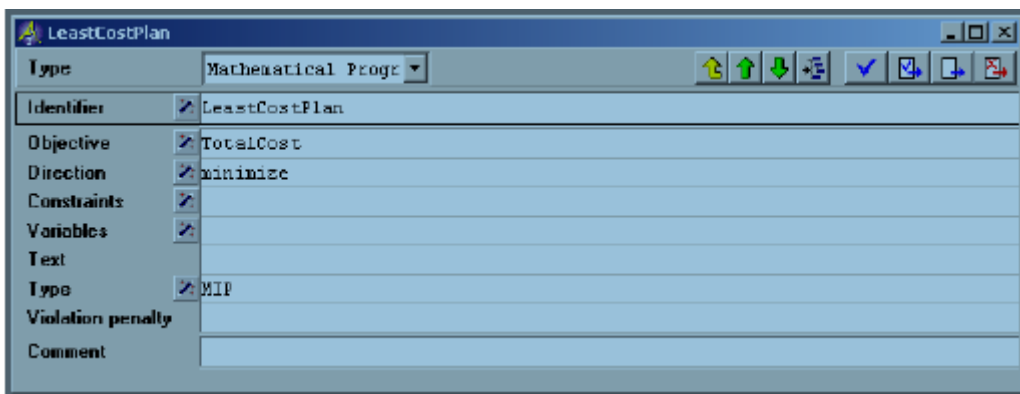 LeastCostPlan
Type Mathematical Progr
Identifier LeastCostPlan
Objective TotalCost
Direction minimize
Constraints
Variables
Text
Type MIP
Violation penalty
Comment